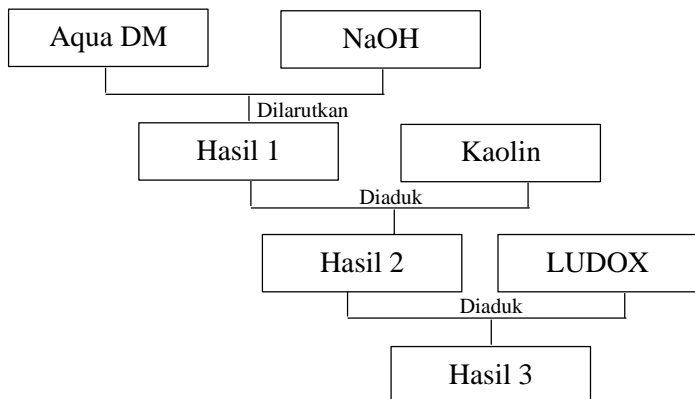 Aqua DM
NaOH
Dilarutkan
Hasil 1
Kaolin
Diaduk
Hasil 2
LUDOX
Diaduk
Hasil 3